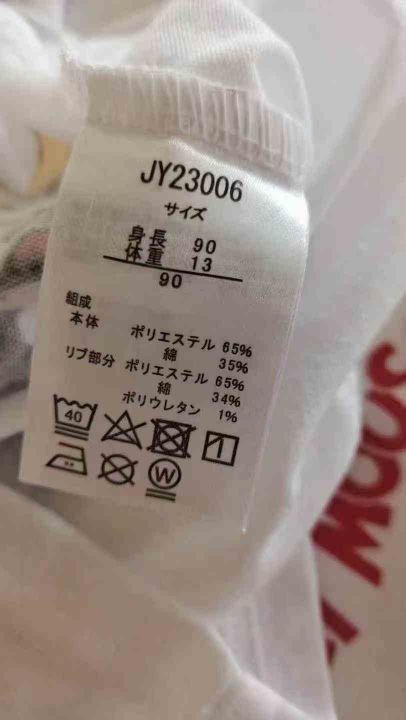 JY23006
サイズ
身長 90
体重 13
90
組成
本体 ポリエステル 65%
綿 35%
リブ部分 ポリエステル 65%
綿 34%
ポリウレタン 1%
40
W
MOOS